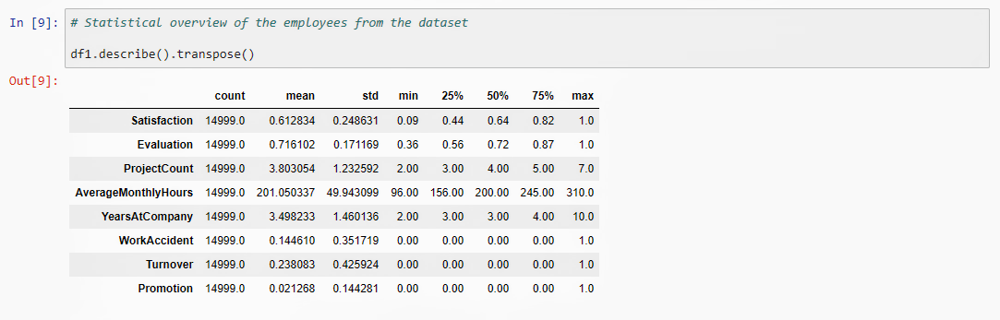 In [9]: # Statistical overview of the employees from the dataset
df1.describe().transpose()
Out[9]:
count mean std min 25% 50% 75% max
Satisfaction 14999.0 0.612834 0.248631 0.09 0.44 0.64 0.82 1.0
Evaluation 14999.0 0.716102 0.171169 0.36 0.56 0.72 0.87 1.0
ProjectCount 14999.0 3.803054 1.232592 2.00 3.00 4.00 5.00 7.0
AverageMonthlyHours 14999.0 201.050337 49.943099 96.00 156.00 200.00 245.00 310.0
YearsAtCompany 14999.0 3.498233 1.460136 2.00 3.00 3.00 4.00 10.0
WorkAccident 14999.0 0.144610 0.351719 0.00 0.00 0.00 0.00 1.0
Turnover 14999.0 0.238083 0.425924 0.00 0.00 0.00 0.00 1.0
Promotion 14999.0 0.021268 0.144281 0.00 0.00 0.00 0.00 1.0